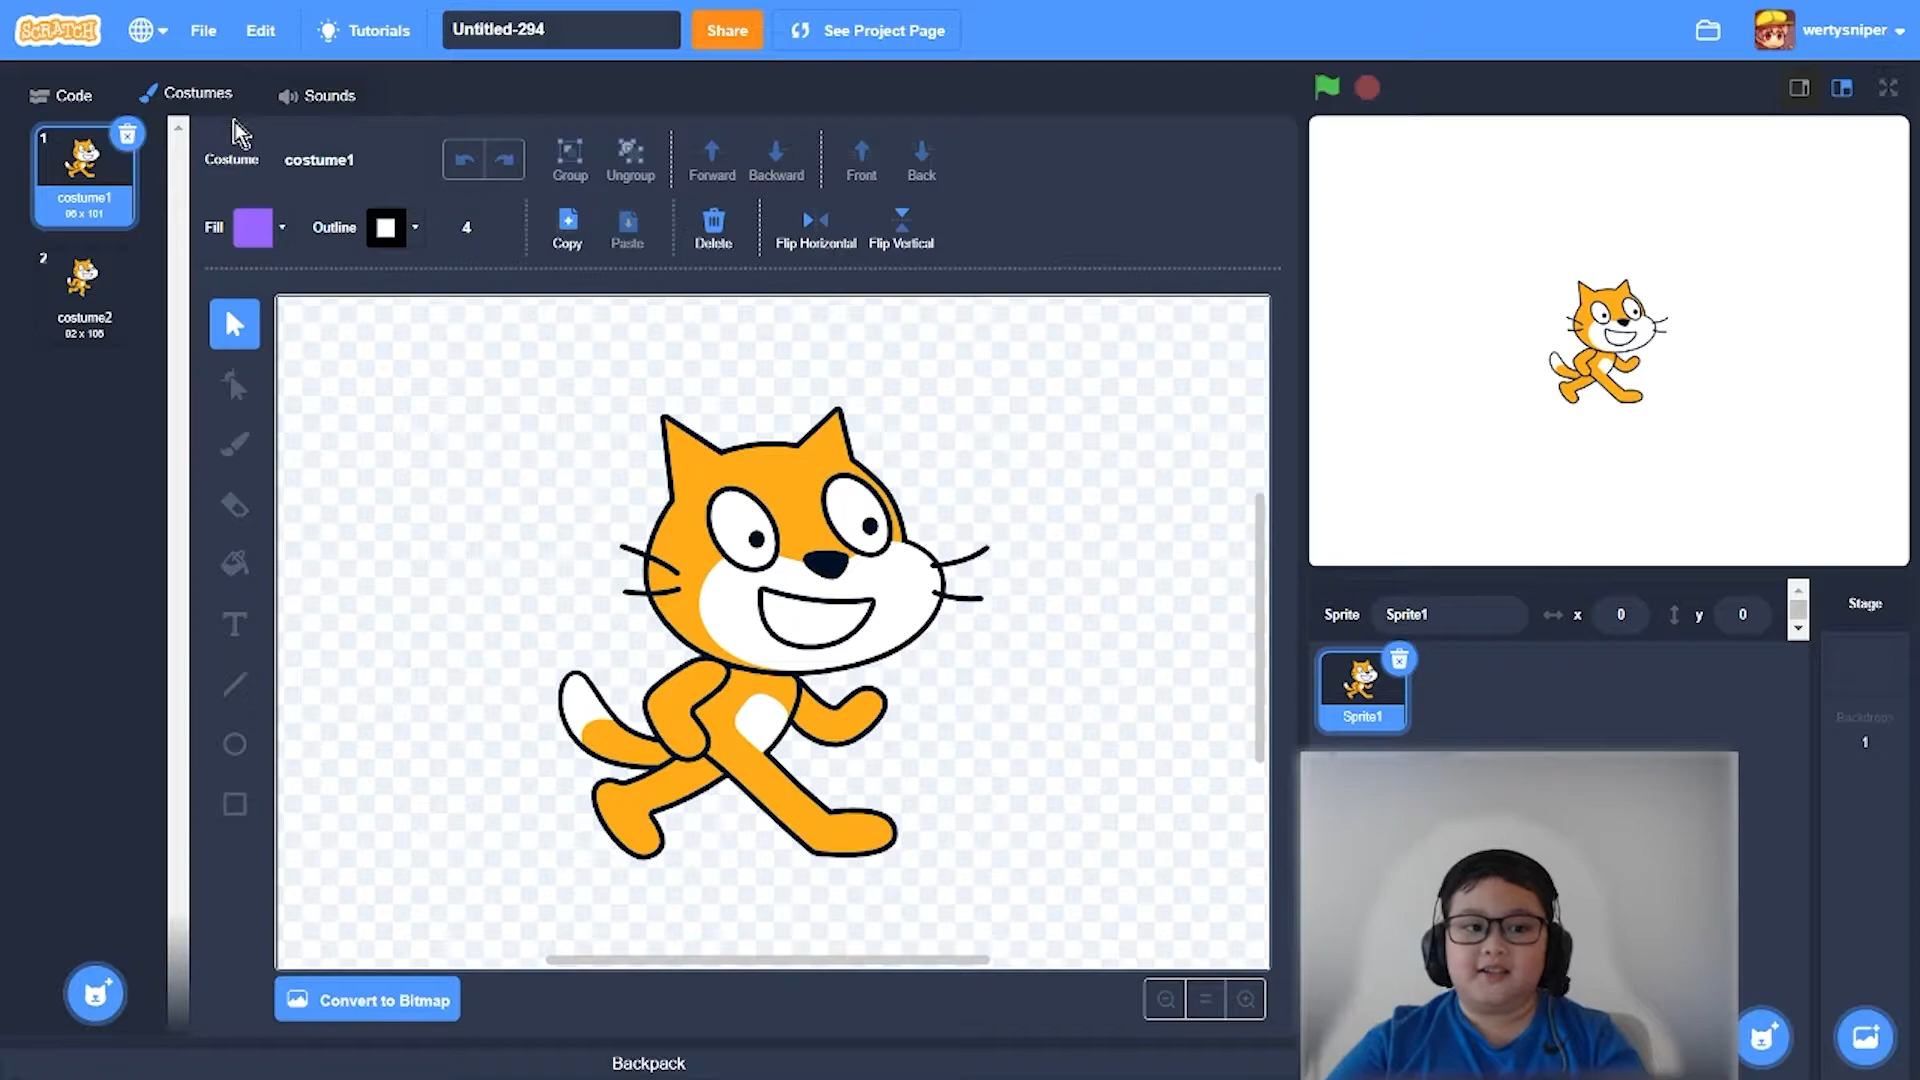 SCRATCH
File
Edit
Tutorials
Untitled-294
Share
See Project Page
wertysniper
Code
Costumes
Sounds
1
costume1
2
costume2
Costume
costume1
Group
Ungroup
Forward
Backward
Front
Back
Fill
Outline
4
Copy
Paste
Delete
Flip Horizontal
Flip Vertical
T
Convert to Bitmap
Backpack
Sprite
Sprite1
x
0
y
0
Sprite1
Stage
Backdrops
1